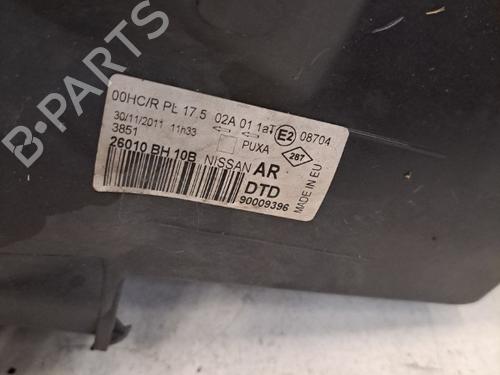 00HC/R PL 17.5 02A 01 1a E2 08704
30/11/2011 11h33 PUXA
3851
26010 BH 10B NISSAN AR 287
DTD
90009396 MADE IN EU
B-PARTS